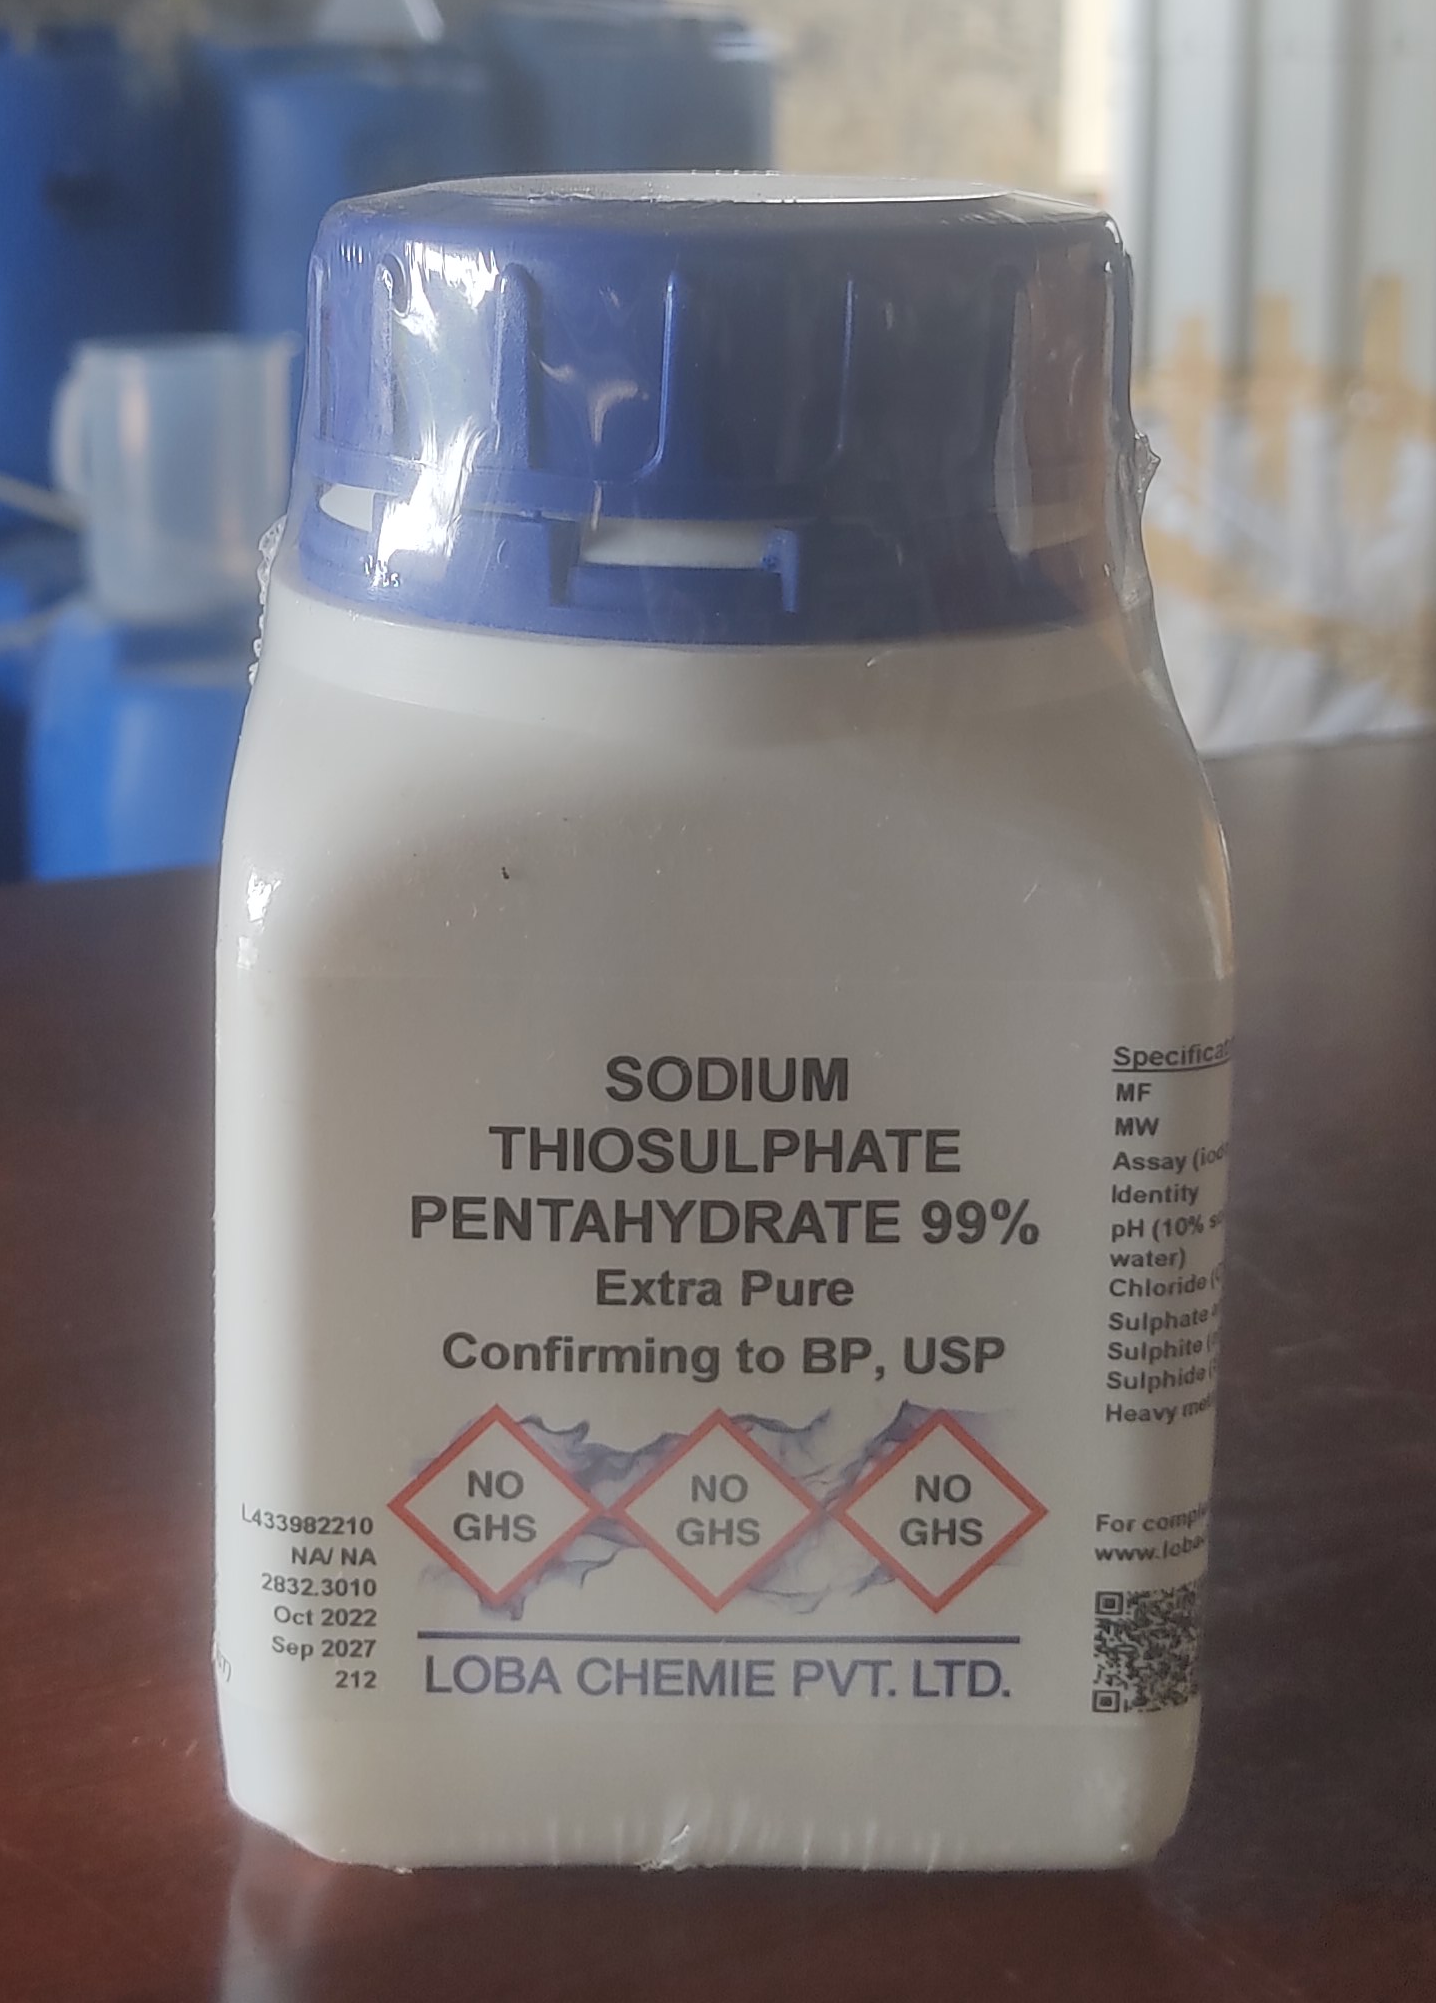 SODIUM
THIOSULPHATE
PENTAHYDRATE 99%
Extra Pure
Confirming to BP, USP
NO
GHS
NO
GHS
NO
GHS
LOBA CHEMIE PVT. LTD.
L433982210
NA/ NA
2832.3010
Oct 2022
Sep 2027
212
MF
MW
Assay
Identity
pH (10%
water)
Chloride
Sulphate
Sulphite
Sulphide
Heavy
For